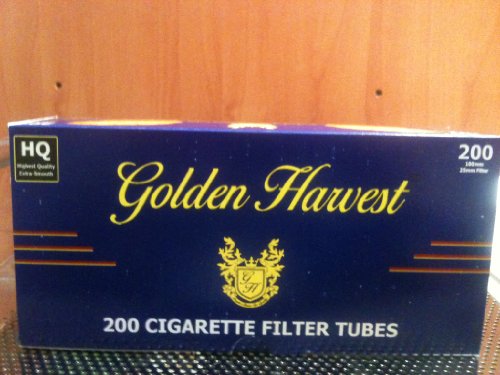 HQ
Highest Quality
Extra Smooth
200
100mm
25mm Filter
Golden Harvest
G
H
200 CIGARETTE FILTER TUBES